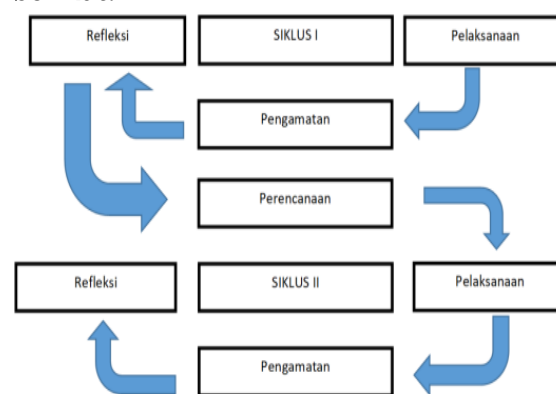 Refleksi
SIKLUS I
Pelaksanaan
Pengamatan
Perencanaan
Refleksi
SIKLUS II
Pelaksanaan
Pengamatan